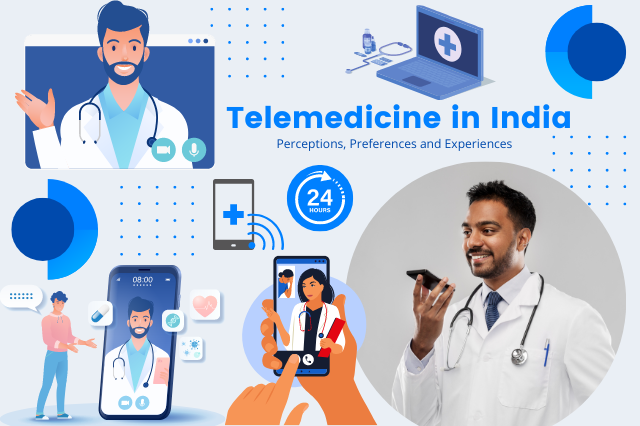 Telemedicine in India
Perceptions, Preferences and Experiences
24
HOURS
08:00